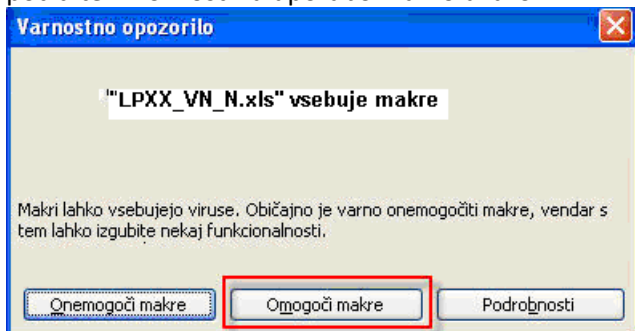 Varnostno opozorilo
"LPXX_VN_N.xls" vsebuje makre
Makri lahko vsebujejo viruse. Običajno je varno onemogočiti makre, vendar s
tem lahko izgubite nekaj funkcionalnosti.
Onemogoči makre
Omogoči makre
Podrobnosti